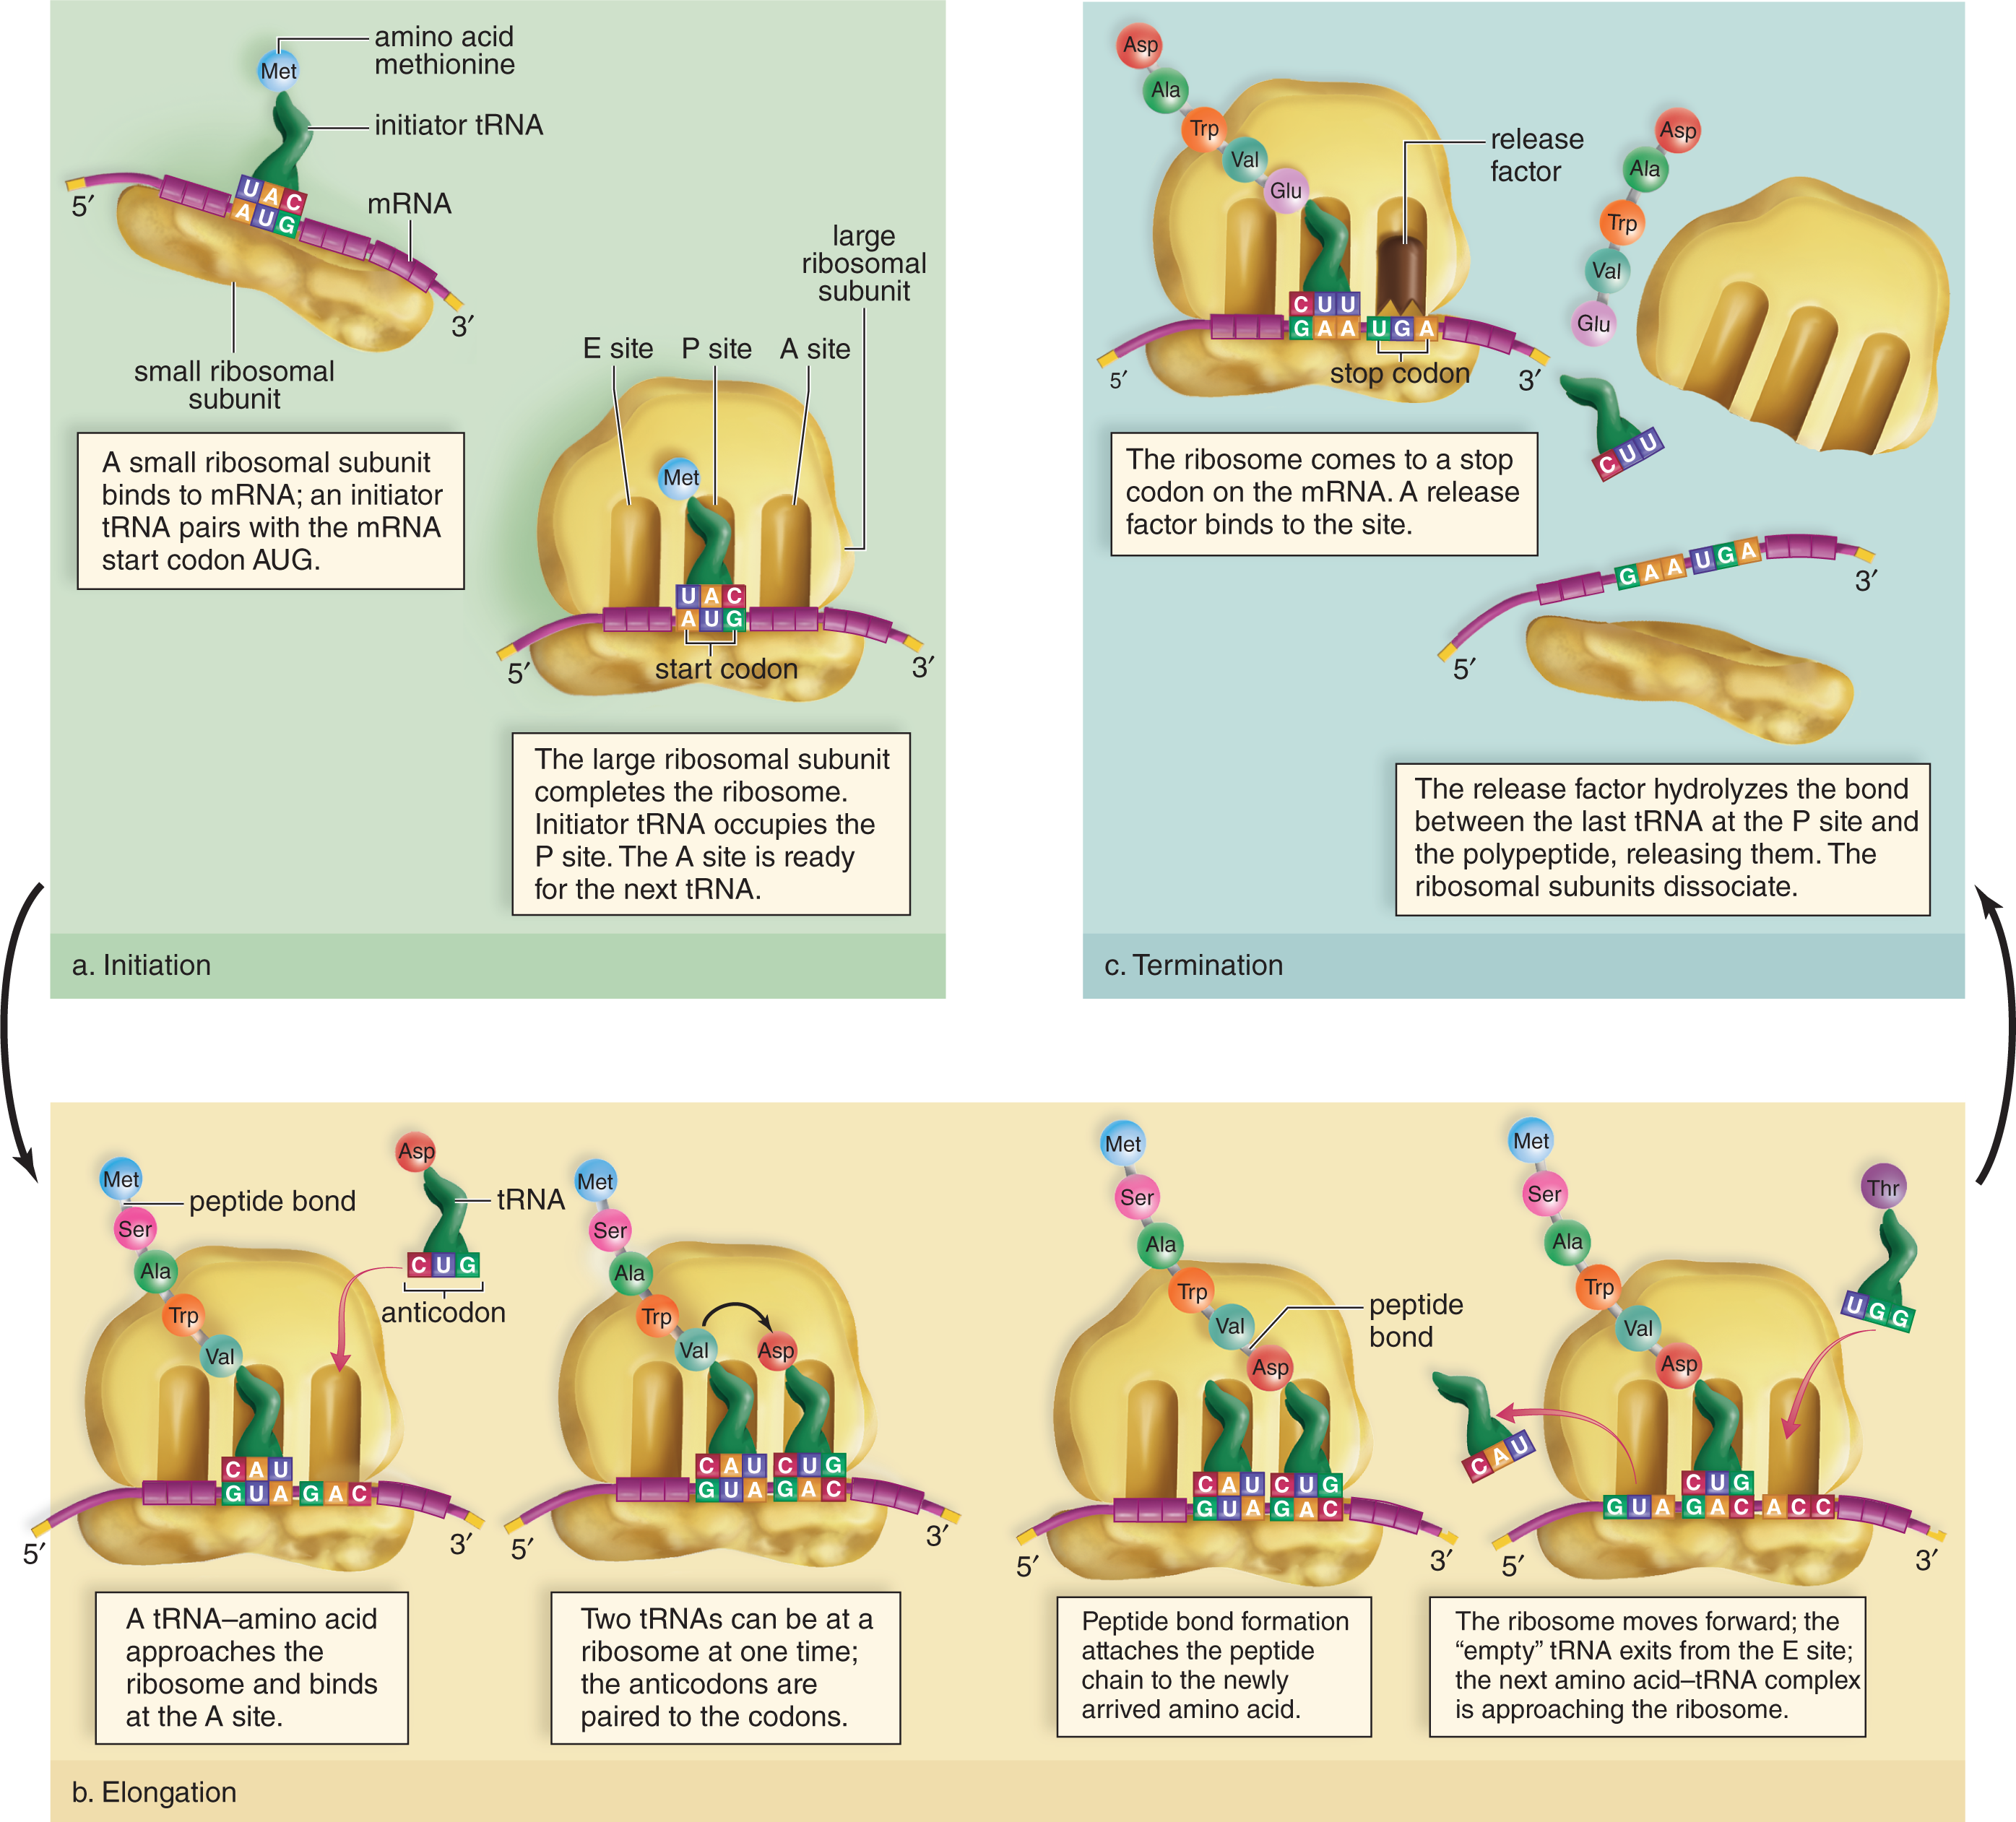 Met
amino acid
methionine
initiator tRNA
U A C
A U G
5′
mRNA
3′
small ribosomal
subunit
A small ribosomal subunit
binds to mRNA; an initiator
tRNA pairs with the mRNA
start codon AUG.
large
ribosomal
subunit
E site P site A site
Met
U A C
A U G
start codon
5′
3′
The large ribosomal subunit
completes the ribosome.
Initiator tRNA occupies the
P site. The A site is ready
for the next tRNA.
a. Initiation
Asp
Ala
Trp
Val
Glu
release
factor
C U U
G A A U G A
stop codon
5′
3′
The ribosome comes to a stop
codon on the mRNA. A release
factor binds to the site.
Asp
Ala
Trp
Val
Glu
C U U
G A A U G A
3′
5′
The release factor hydrolyzes the bond
between the last tRNA at the P site and
the polypeptide, releasing them. The
ribosomal subunits dissociate.
c. Termination
Met
peptide bond
Ser
Ala
Trp
Val
Asp
tRNA
C U G
anticodon
C A U
G U A G A C
5′
3′
A tRNA–amino acid
approaches the
ribosome and binds
at the A site.
Met
Ser
Ala
Trp
Val
Asp
C A U C U G
G U A G A C
5′
3′
Two tRNAs can be at a
ribosome at one time;
the anticodons are
paired to the codons.
Met
Ser
Ala
Trp
Val
Asp
peptide
bond
C A U C U G
G U A G A C
5′
3′
Peptide bond formation
attaches the peptide
chain to the newly
arrived amino acid.
Met
Ser
Ala
Trp
Val
Asp
Thr
U G G
C A U
C U G
G U A G A C A C C
5′
3′
The ribosome moves forward; the
“empty” tRNA exits from the E site;
the next amino acid–tRNA complex
is approaching the ribosome.
b. Elongation